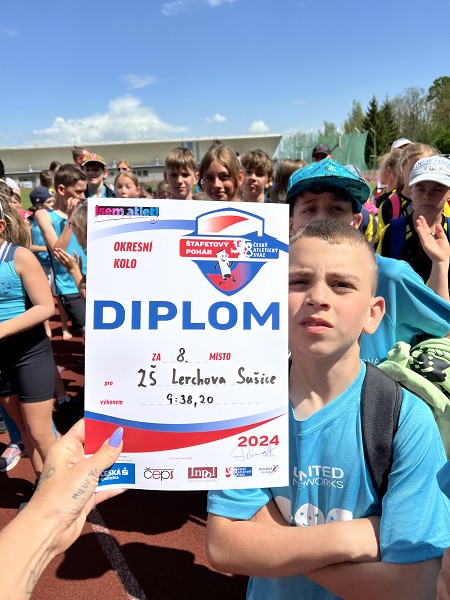 jsem atlet!
OKRESNÍ
KOLO
ŠTAFETOVÝ
POHÁR
ČESKÝ
ATLETICKÝ
SVAZ
DIPLOM
ZA 8. MÍSTO
pro ZŠ Lerchova Sušice
výkonem 9:38,20
2024
ČESKÁ
ČEPS
UNITED